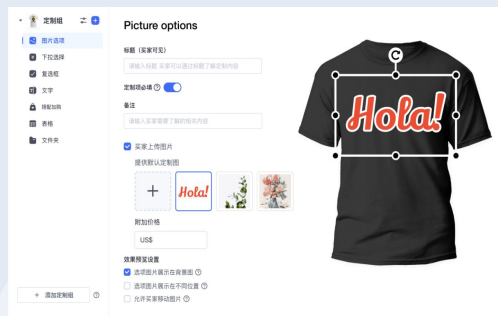 定制组
图片选项
下拉选择
复选框
文字
搭配加购
表格
文件夹
+ 添加定制组
Picture options
标题（买家可见）
请输入标题 买家可以通过标题了解定制内容
定制项必填
备注
请输入买家需要了解的相关内容
买家上传图片
提供默认定制图
Hola!
附加价格
US$
效果预览设置
选项图片展示在背景图
选项图片展示在不同位置
允许买家移动图片
Hola!